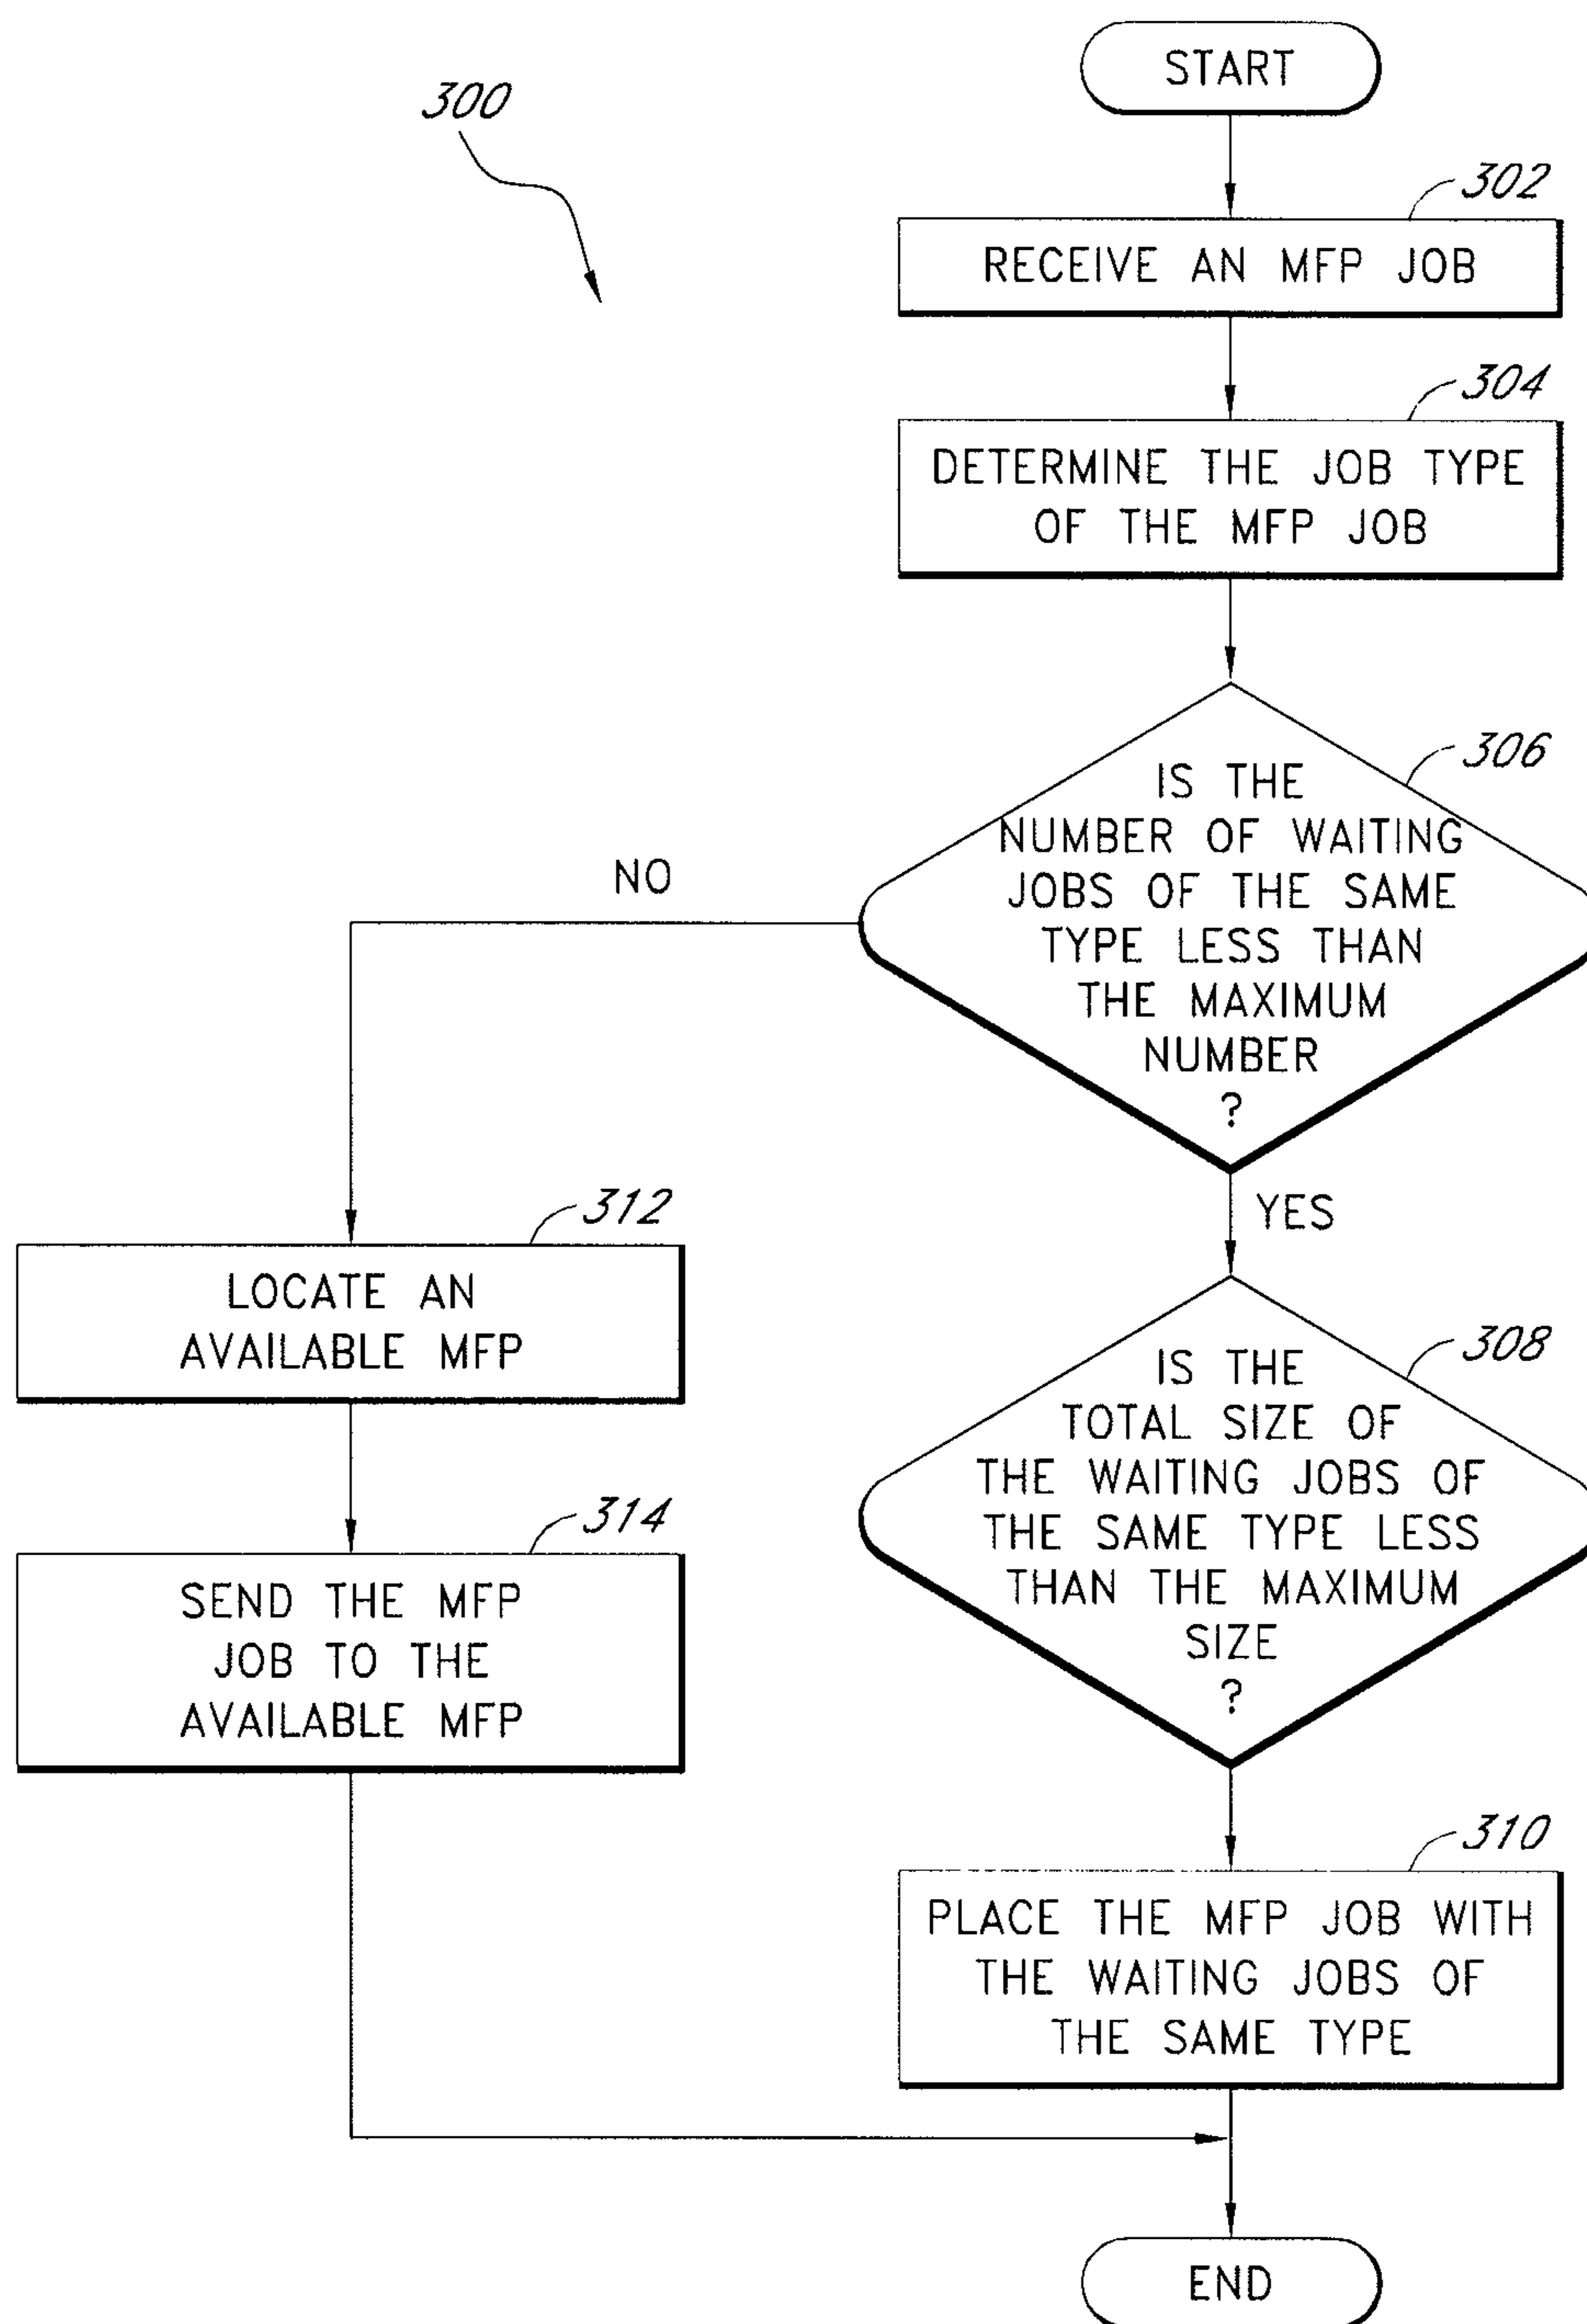 START
300
302
RECEIVE AN MFP JOB
304
DETERMINE THE JOB TYPE
OF THE MFP JOB
306
IS THE
NUMBER OF WAITING
JOBS OF THE SAME
TYPE LESS THAN
THE MAXIMUM
NUMBER
?
NO
YES
312
LOCATE AN
AVAILABLE MFP
308
IS THE
TOTAL SIZE OF
THE WAITING JOBS OF
THE SAME TYPE LESS
THAN THE MAXIMUM
SIZE
?
314
SEND THE MFP
JOB TO THE
AVAILABLE MFP
310
PLACE THE MFP JOB WITH
THE WAITING JOBS OF
THE SAME TYPE
END